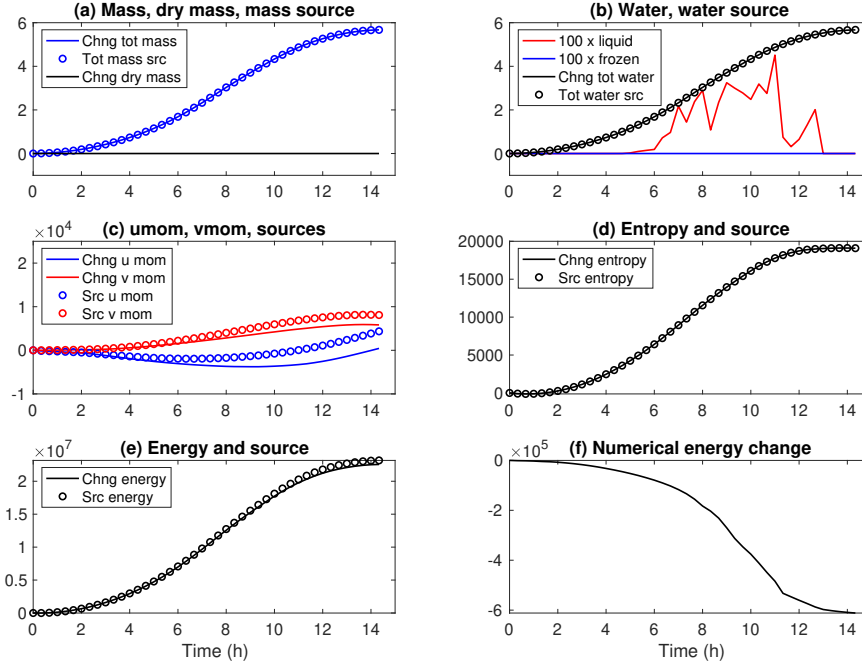 (a) Mass, dry mass, mass source
6
4
2
0
Chng tot mass
Tot mass src
Chng dry mass
0 2 4 6 8 10 12 14
(b) Water, water source
6
4
2
0
100 x liquid
100 x frozen
Chng tot water
Tot water src
0 2 4 6 8 10 12 14
(c) umom, vmom, sources
×10⁴
2
1
0
-1
Chng u mom
Chng v mom
Src u mom
Src v mom
0 2 4 6 8 10 12 14
(d) Entropy and source
20000
15000
10000
5000
0
Chng entropy
Src entropy
0 2 4 6 8 10 12 14
(e) Energy and source
×10⁷
2
1.5
1
0.5
0
Chng energy
Src energy
0 2 4 6 8 10 12 14
Time (h)
(f) Numerical energy change
×10⁵
0
-2
-4
-6
0 2 4 6 8 10 12 14
Time (h)